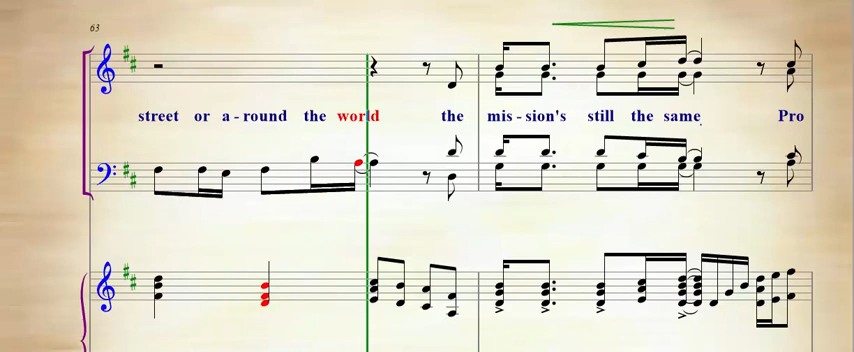 63
street or a - round the world the mis - sion's still the same, Pro